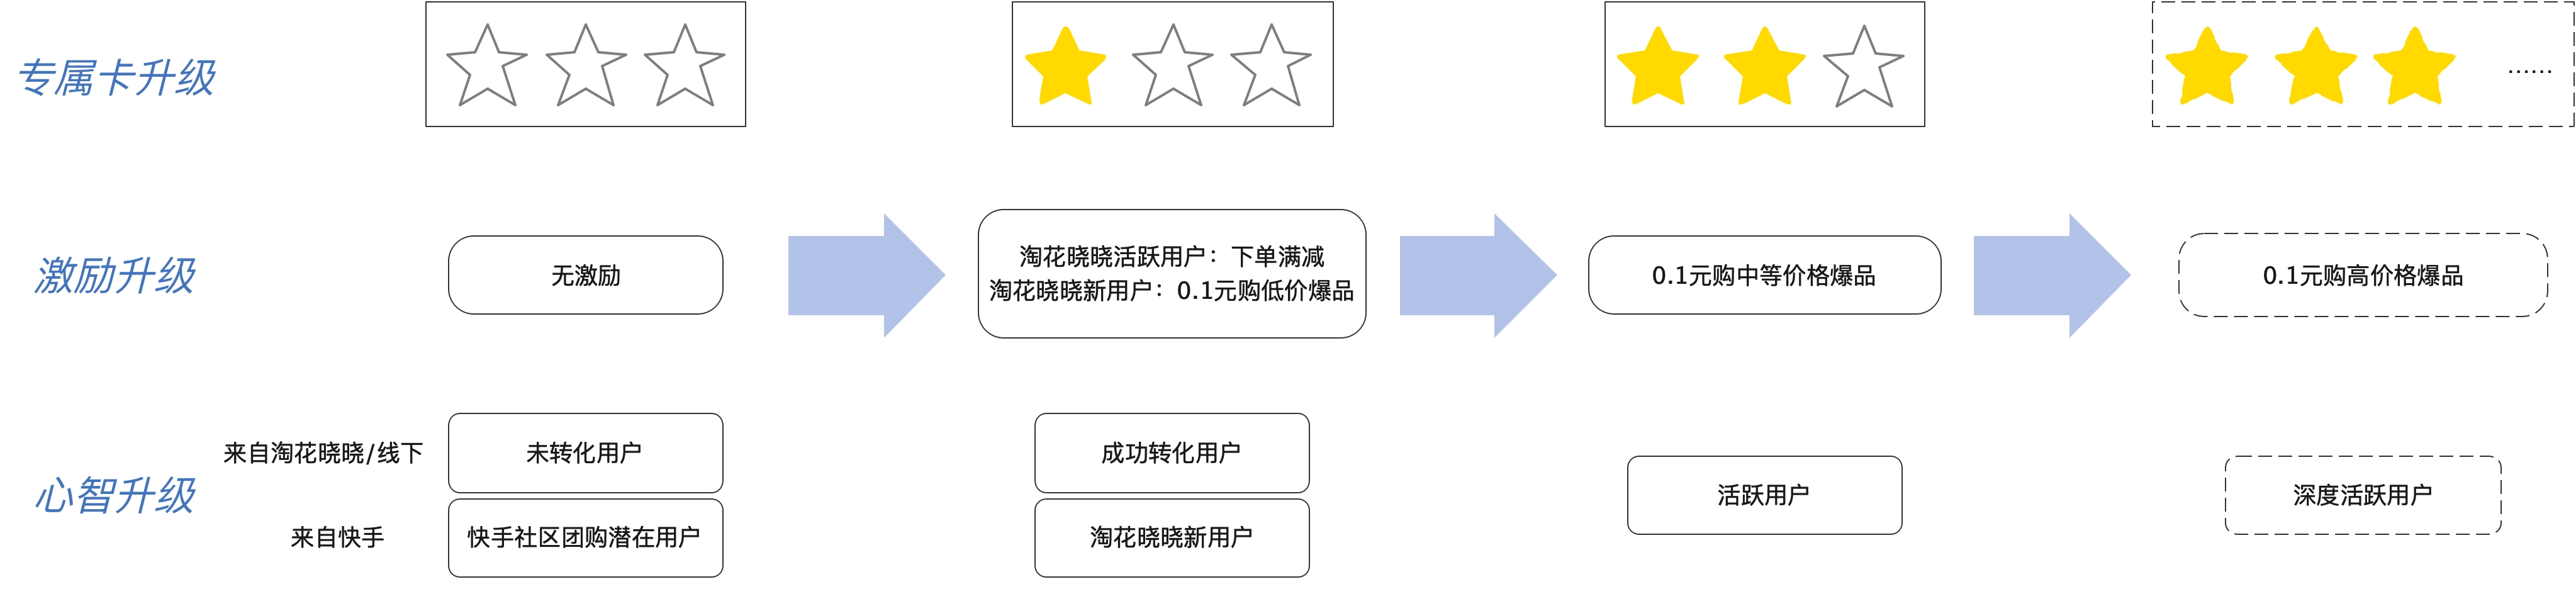 专属卡升级
......
激励升级
无激励
淘花晓晓活跃用户：下单满减
淘花晓晓新用户：0.1元购低价爆品
0.1元购中等价格爆品
0.1元购高价格爆品
心智升级
来自淘花晓晓/线下
未转化用户
成功转化用户
活跃用户
深度活跃用户
来自快手
快手社区团购潜在用户
淘花晓晓新用户